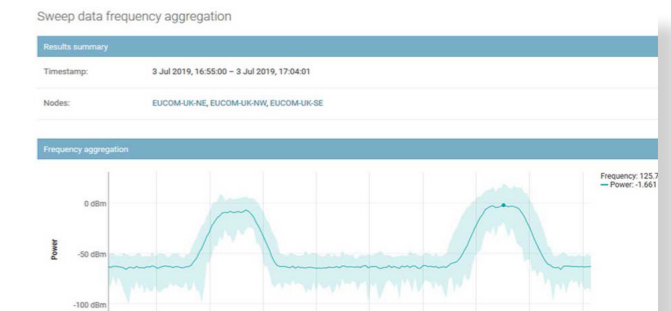 Sweep data frequency aggregation
Results summary
Timestamp: 3 Jul 2019, 16:55:00 – 3 Jul 2019, 17:04:01
Nodes: EUCOM-UK-NE, EUCOM-UK-NW, EUCOM-UK-SE
Frequency aggregation
Frequency: 125.7
Power: -1.661
0 dBm
Power
-50 dBm
-100 dBm